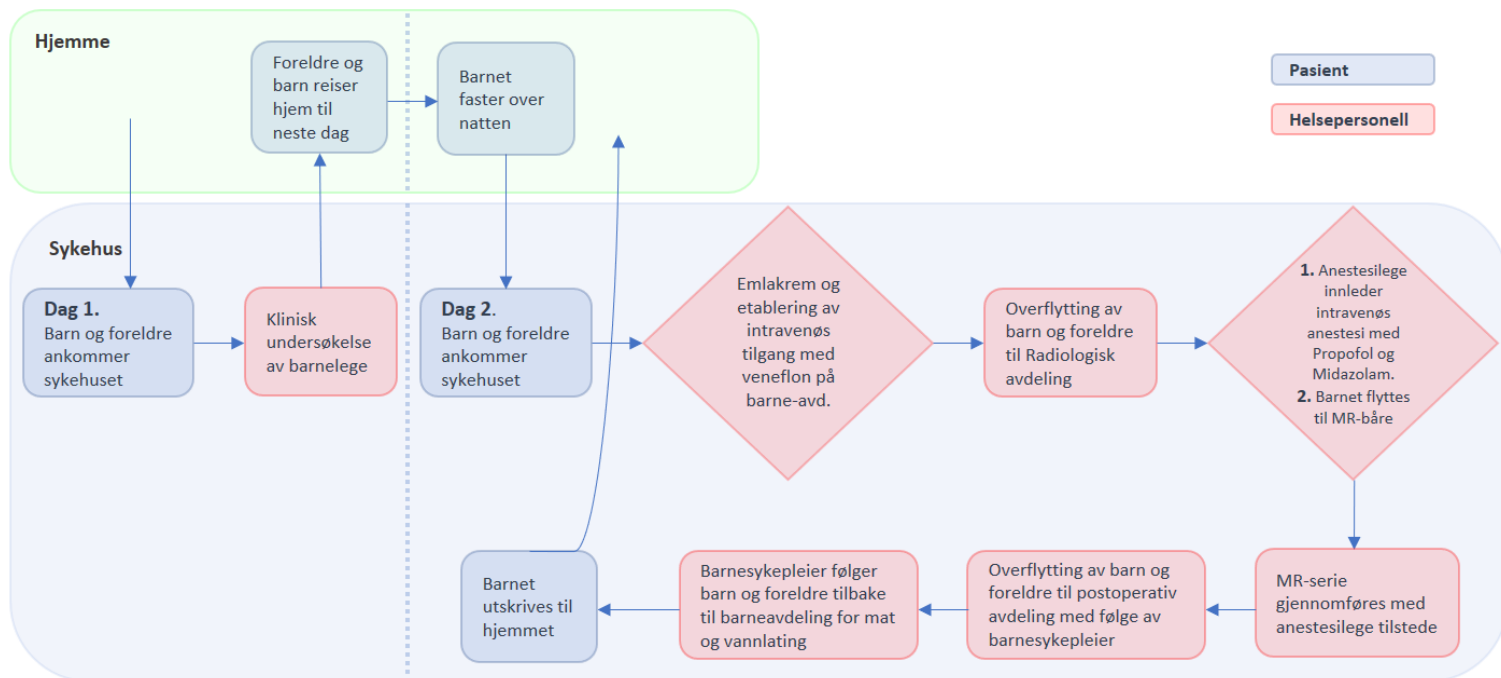 Hjemme
Foreldre og
barn reiser
hjem til
neste dag
Barnet
faster over
natten
Pasient
Helsepersonell
Sykehus
Dag 1.
Barn og foreldre
ankommer
sykehuset
Klinisk
undersøkelse
av barnelege
Dag 2.
Barn og foreldre
ankommer
sykehuset
Emlakrem og
etablering av
intravenøs
tilgang med
veneflon på
barne-avd.
Overflytting av
barn og foreldre
til Radiologisk
avdeling
1. Anestesilege
innleder
intravenøs
anestesi med
Propofol og
Midazolam.
2. Barnet flyttes
til MR-båre
MR-serie
gjennomføres med
anestesilege tilstede
Overflytting av barn og
foreldre til postoperativ
avdeling med følge av
barnesykepleier
Barnesykepleier følger
barn og foreldre tilbake
til barneavdeling for mat
og vannlating
Barnet
utskrives til
hjemmet